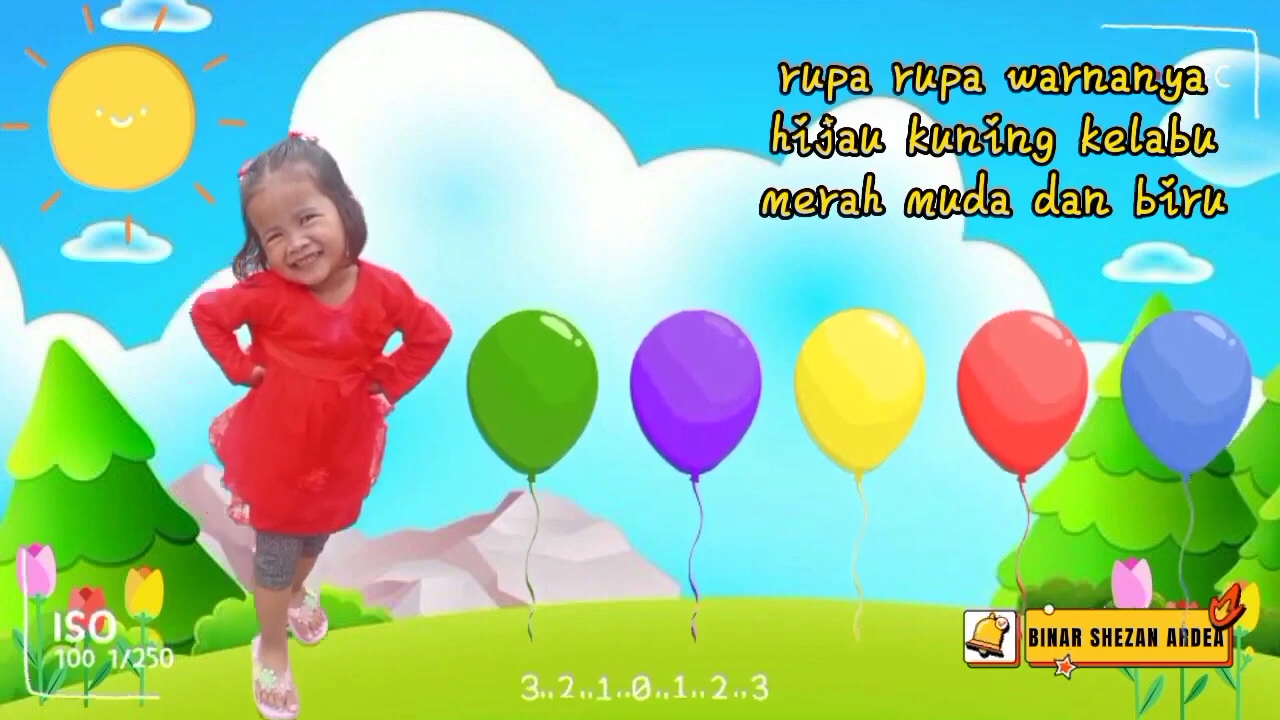 rupa rupa warnanya
hijau kuning kelabu
merah muda dan biru
ISO
100 1/250
3..2..1..0..1..2..3
BINAR SHEZAN ARDEA